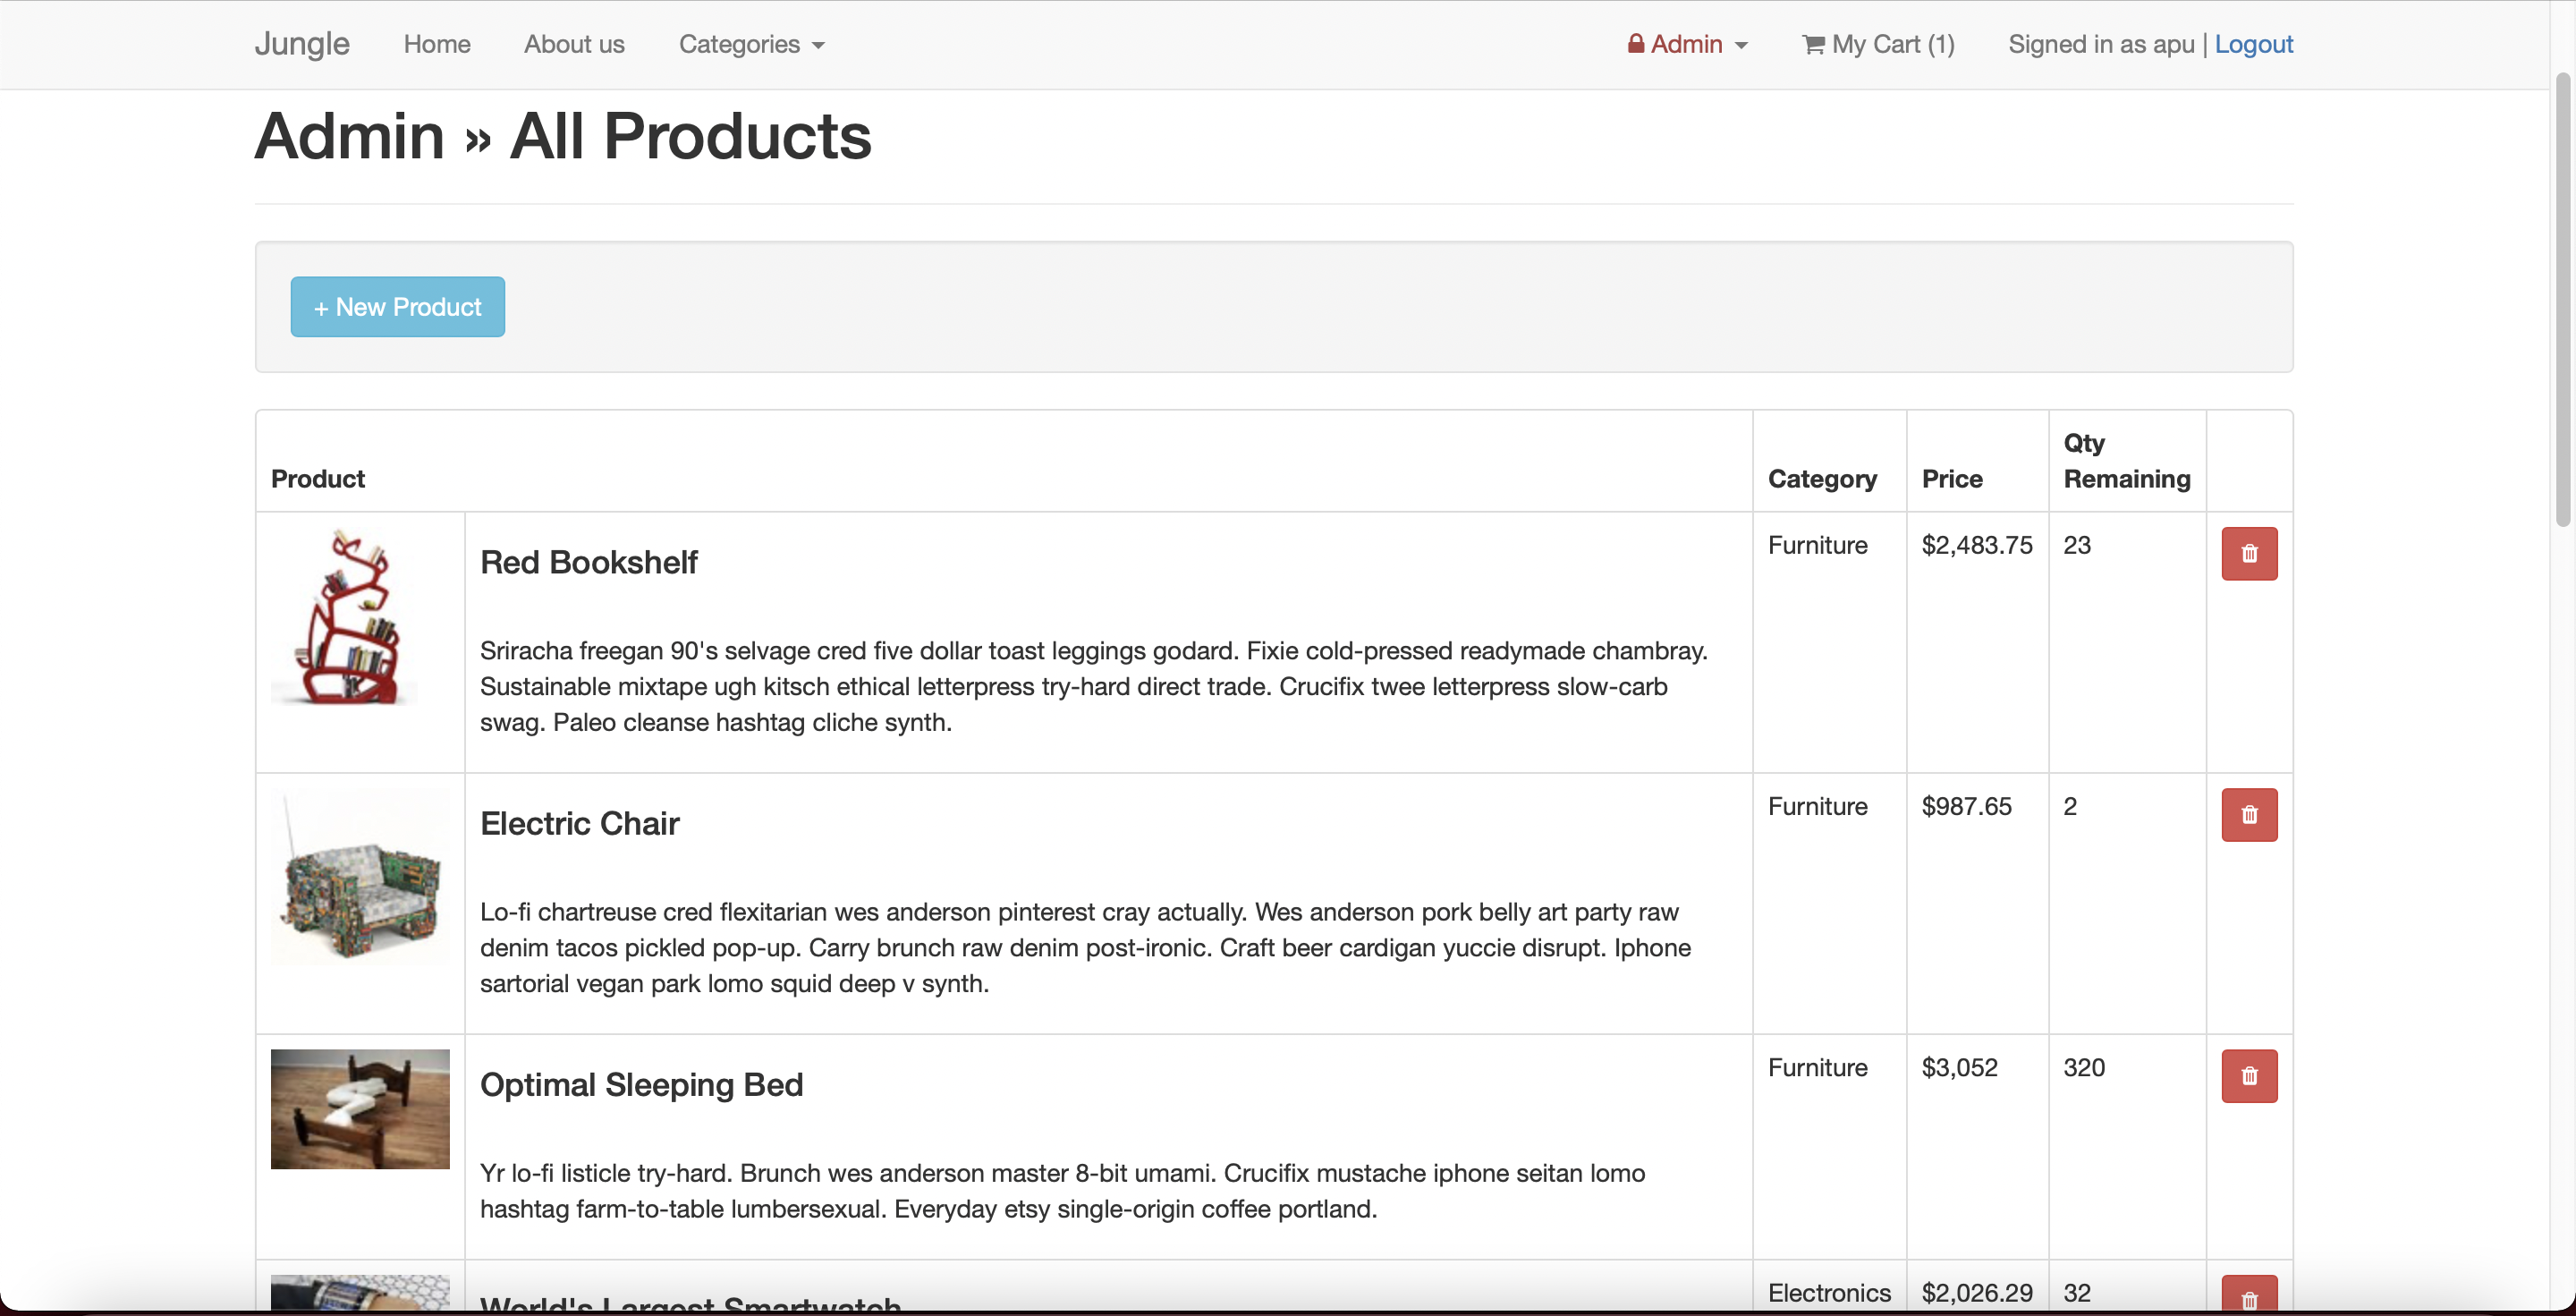 Jungle Home About us Categories Admin My Cart (1) Signed in as apu | Logout
Admin » All Products
+ New Product
Product Category Price Qty Remaining
Red Bookshelf Furniture $2,483.75 23
Sriracha freegan 90's selvage cred five dollar toast leggings godard. Fixie cold-pressed readymade chambray.
Sustainable mixtape ugh kitsch ethical letterpress try-hard direct trade. Crucifix twee letterpress slow-carb
swag. Paleo cleanse hashtag cliche synth.
Electric Chair Furniture $987.65 2
Lo-fi chartreuse cred flexitarian wes anderson pinterest cray actually. Wes anderson pork belly art party raw
denim tacos pickled pop-up. Carry brunch raw denim post-ironic. Craft beer cardigan yuccie disrupt. Iphone
sartorial vegan park lomo squid deep v synth.
Optimal Sleeping Bed Furniture $3,052 320
Yr lo-fi listicle try-hard. Brunch wes anderson master 8-bit umami. Crucifix mustache iphone seitan lomo
hashtag farm-to-table lumbersexual. Everyday etsy single-origin coffee portland.
World's Largest Smartwatch Electronics $2,026.29 32